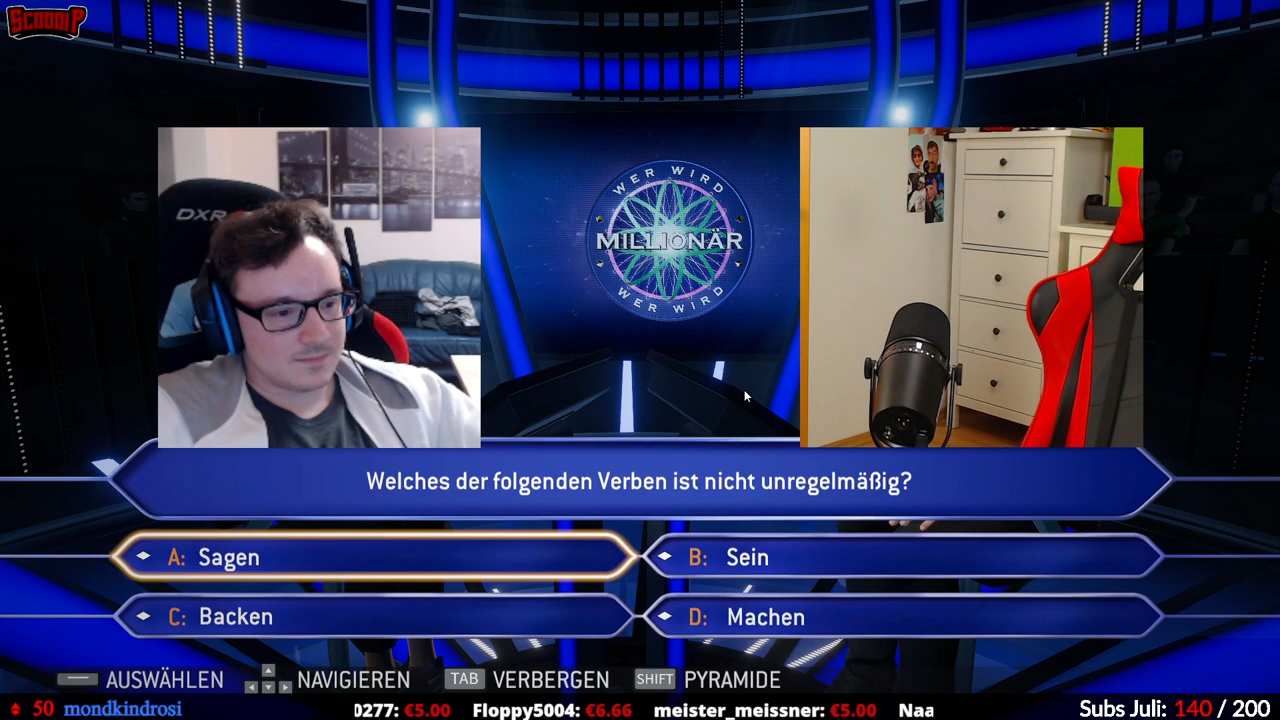 SCOOOIP
DXR
WER WIRD
MILLIONÄR
WER WIRD
Welches der folgenden Verben ist nicht unregelmäßig?
A: Sagen
B: Sein
C: Backen
D: Machen
AUSWÄHLEN
NAVIGIEREN
TAB VERBERGEN
SHIFT PYRAMIDE
50 mondkindrosi
0277: €5.00 Floppy5004: €6.66 meister_meissner: €5.00 Naa
Subs Juli: 140 / 200